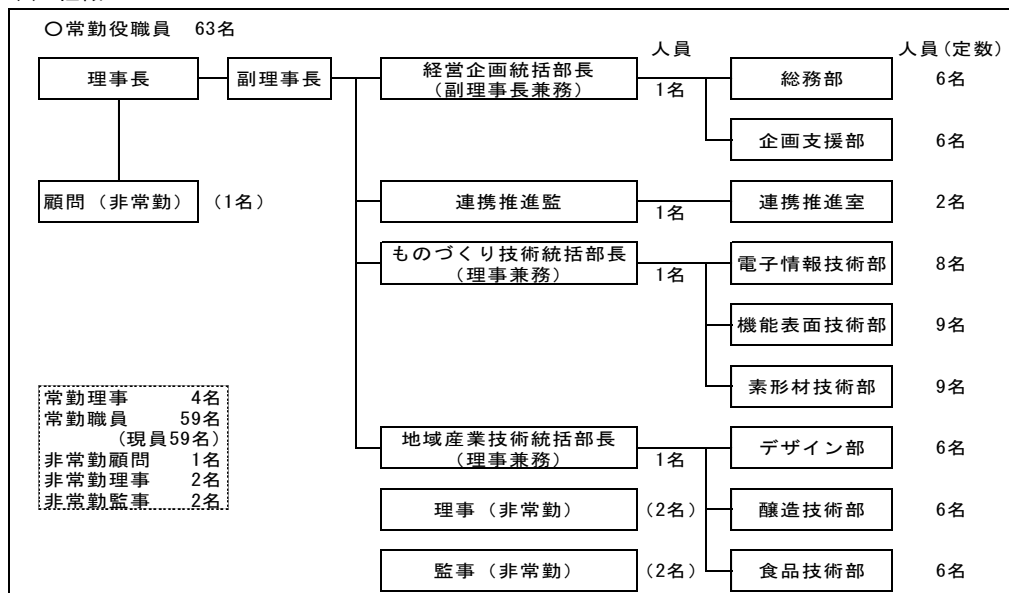 〇常勤役職員 63名
人員 人員(定数)
理事長 副理事長 経営企画統括部長 総務部 6名
(副理事長兼務) 1名
企画支援部 6名
顧問(非常勤) (1名) 連携推進監 1名 連携推進室 2名
ものづくり技術統括部長 電子情報技術部 8名
(理事兼務) 1名
機能表面技術部 9名
素形材技術部 9名
常勤理事 4名
常勤職員 59名
(現員59名)
非常勤顧問 1名
非常勤理事 2名
非常勤監事 2名
地域産業技術統括部長 デザイン部 6名
(理事兼務) 1名
理事(非常勤) (2名) 醸造技術部 6名
監事(非常勤) (2名) 食品技術部 6名